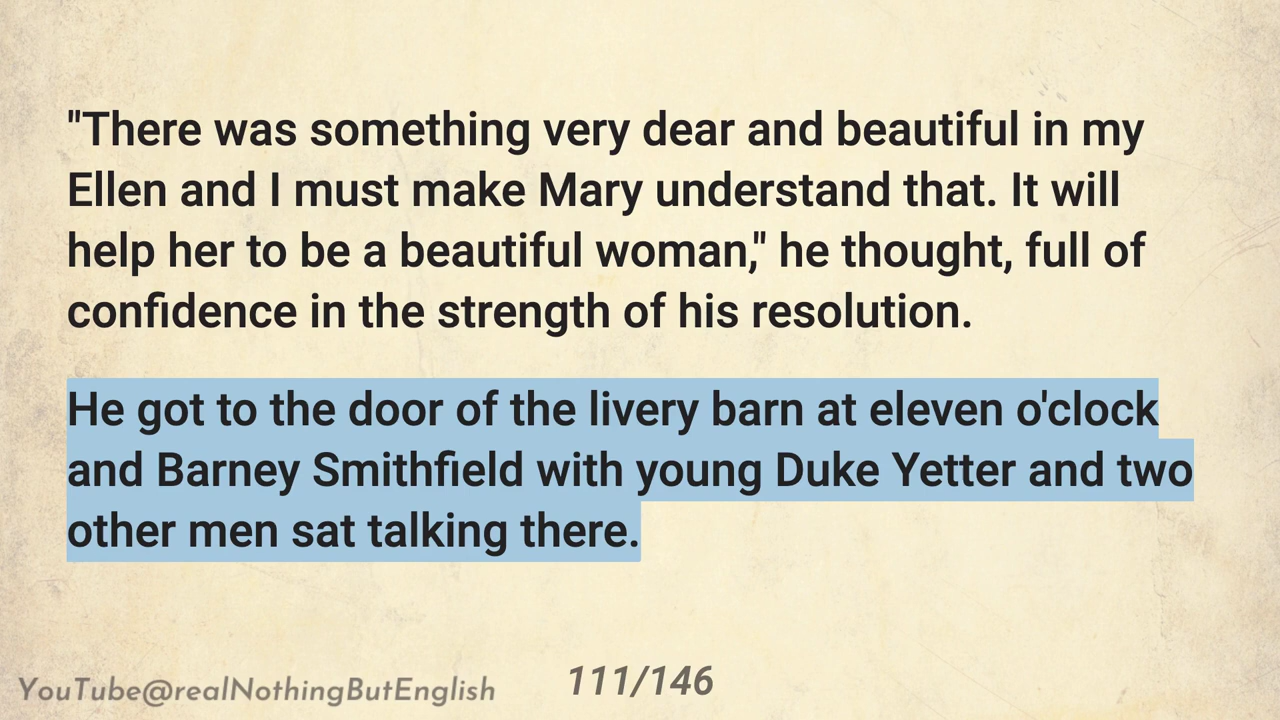 "There was something very dear and beautiful in my
Ellen and I must make Mary understand that. It will
help her to be a beautiful woman," he thought, full of
confidence in the strength of his resolution.
He got to the door of the livery barn at eleven o'clock
and Barney Smithfield with young Duke Yetter and two
other men sat talking there.
YouTube@realNothingButEnglish
111/146